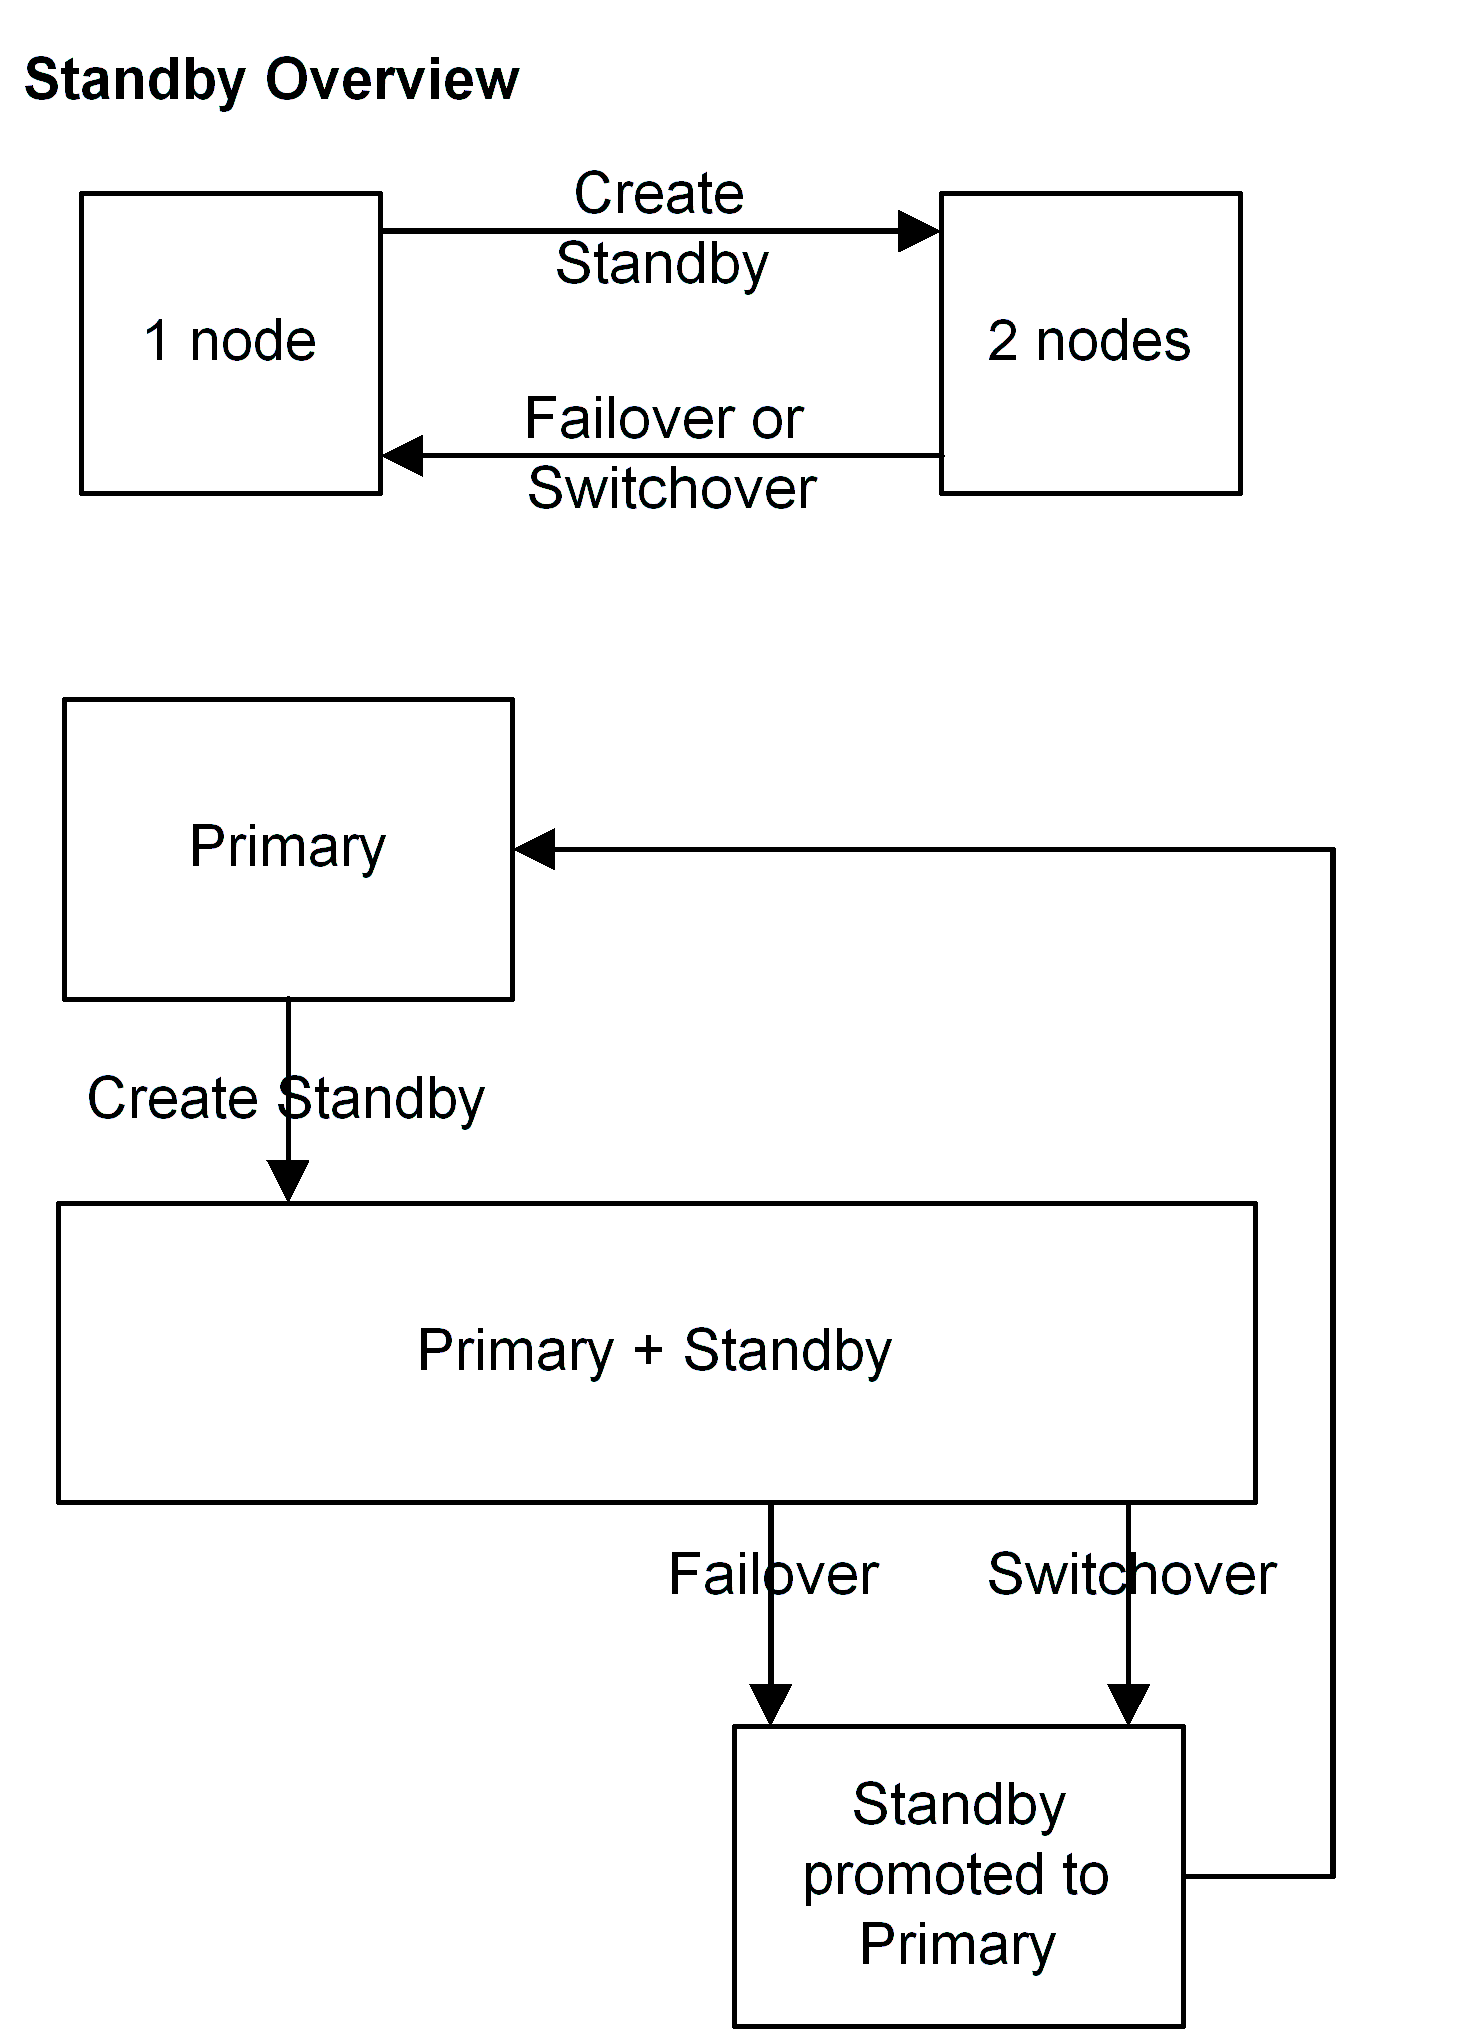 Standby Overview
Create
Standby
1 node
2 nodes
Failover or
Switchover
Primary
Create Standby
Primary + Standby
Failover
Switchover
Standby
promoted to
Primary